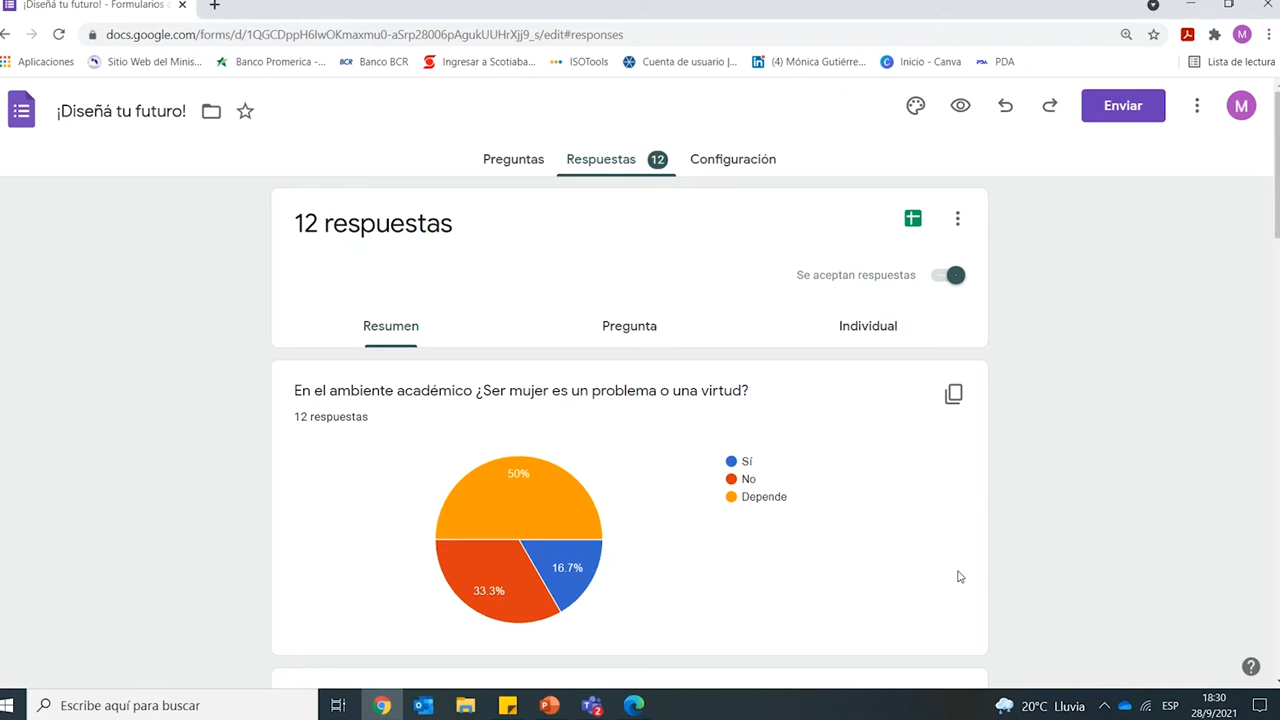 ¡Diseñá tu futuro! - Formularios
docs.google.com/forms/d/1QGCDppH6IwOKmaxmu0-aSrp28006pAgukUUHrXjj9_s/edit#responses
M
Aplicaciones
Sitio Web del Minis...
Banco Promerica -...
BCR Banco BCR
Ingresar a Scotiaba...
ISOTools
Cuenta de usuario |...
(4) Mónica Gutiérre...
Inicio - Canva
PDA PDA
Lista de lectura
¡Diseñá tu futuro!
Enviar
M
Preguntas
Respuestas 12
Configuración
12 respuestas
Se aceptan respuestas
Resumen
Pregunta
Individual
En el ambiente académico ¿Ser mujer es un problema o una virtud?
12 respuestas
50%
16.7%
33.3%
Sí
No
Depende
Escribe aquí para buscar
20°C Lluvia
ESP
18:30
28/9/2021